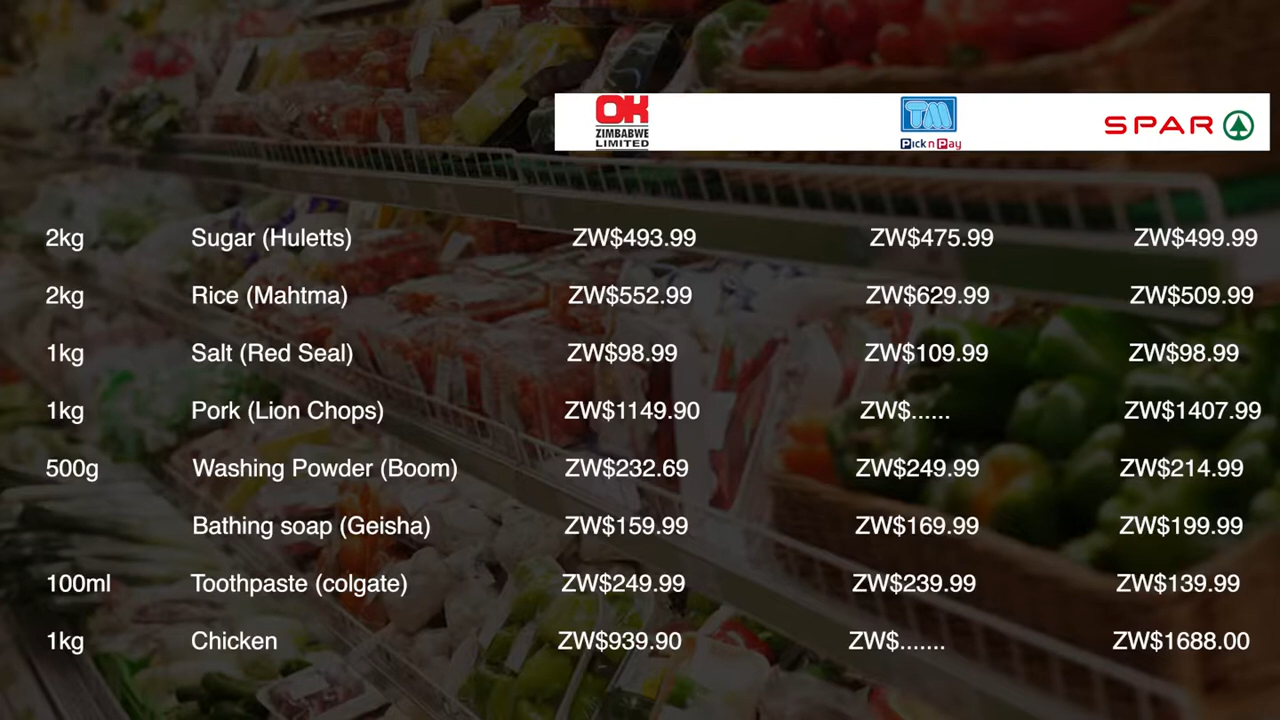 OK ZIMBABWE LIMITED TM Pick n Pay SPAR
2kg Sugar (Huletts) ZW$493.99 ZW$475.99 ZW$499.99
2kg Rice (Mahtma) ZW$552.99 ZW$629.99 ZW$509.99
1kg Salt (Red Seal) ZW$98.99 ZW$109.99 ZW$98.99
1kg Pork (Lion Chops) ZW$1149.90 ZW$...... ZW$1407.99
500g Washing Powder (Boom) ZW$232.69 ZW$249.99 ZW$214.99
Bathing soap (Geisha) ZW$159.99 ZW$169.99 ZW$199.99
100ml Toothpaste (colgate) ZW$249.99 ZW$239.99 ZW$139.99
1kg Chicken ZW$939.90 ZW$....... ZW$1688.00